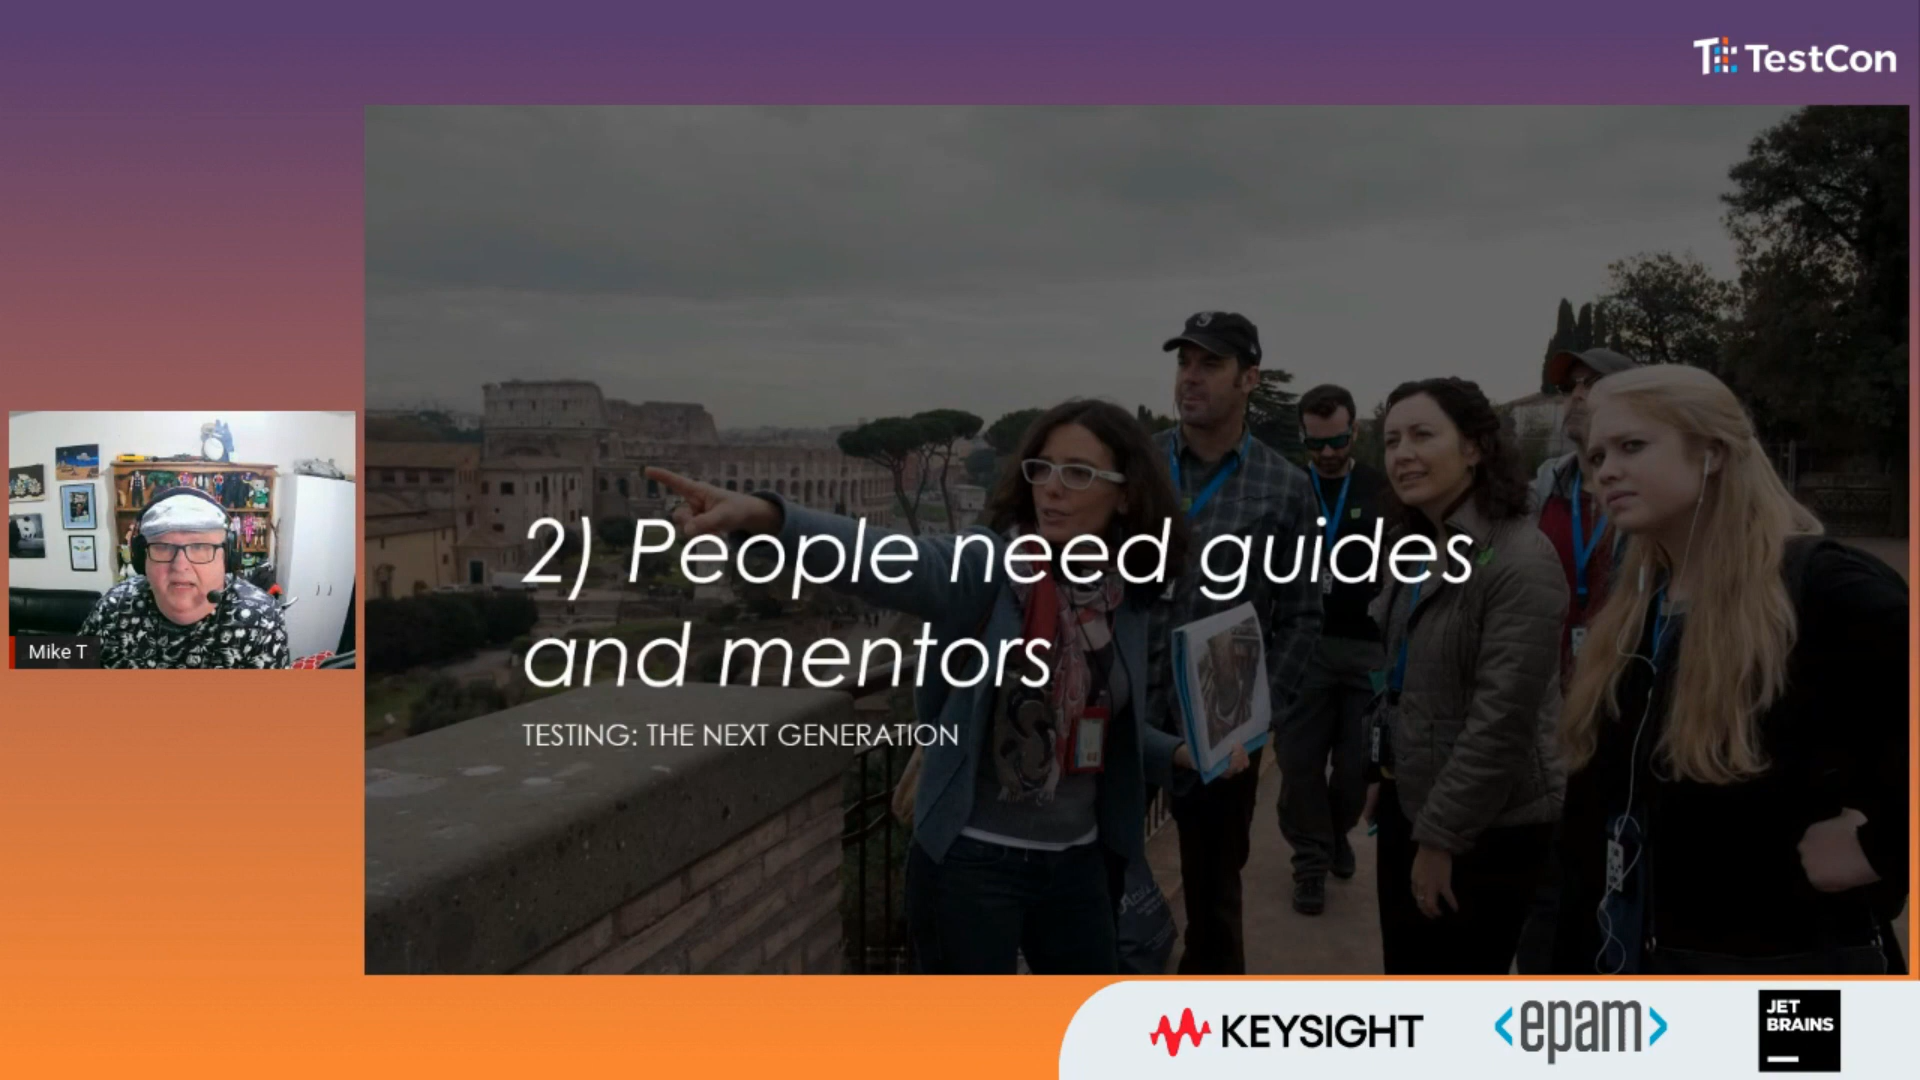 TestCon
2) People need guides
and mentors
TESTING: THE NEXT GENERATION
Mike T
KEYSIGHT
<epam>
JET
BRAINS